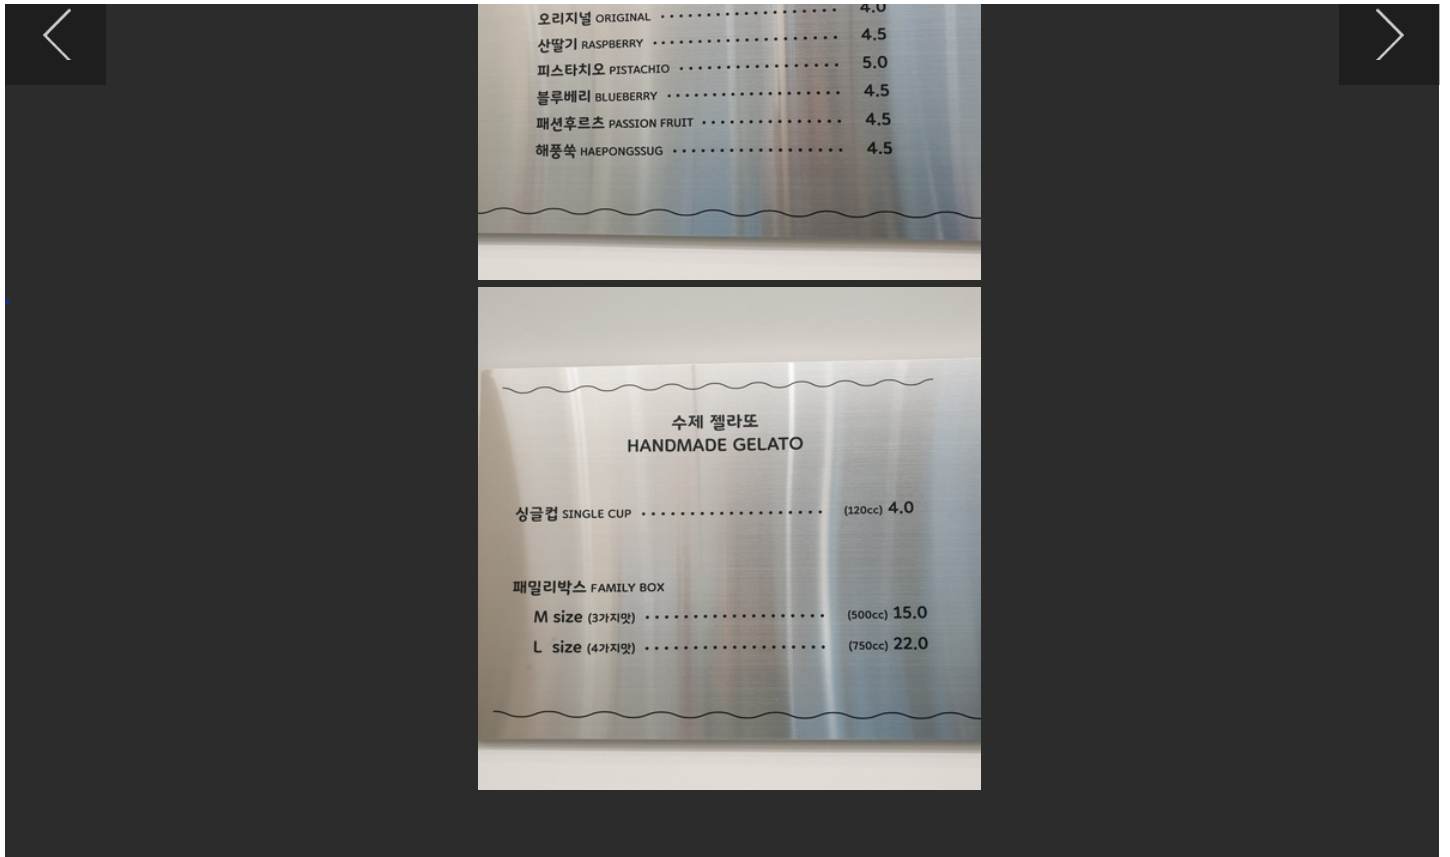 오리지널 ORIGINAL 4.0
산딸기 RASPBERRY 4.5
피스타치오 PISTACHIO 5.0
블루베리 BLUEBERRY 4.5
패션후르츠 PASSION FRUIT 4.5
해풍쑥 HAEPONGSSUG 4.5
수제 젤라또
HANDMADE GELATO
싱글컵 SINGLE CUP (120cc) 4.0
패밀리박스 FAMILY BOX
M size (3가지맛) (500cc) 15.0
L size (4가지맛) (750cc) 22.0